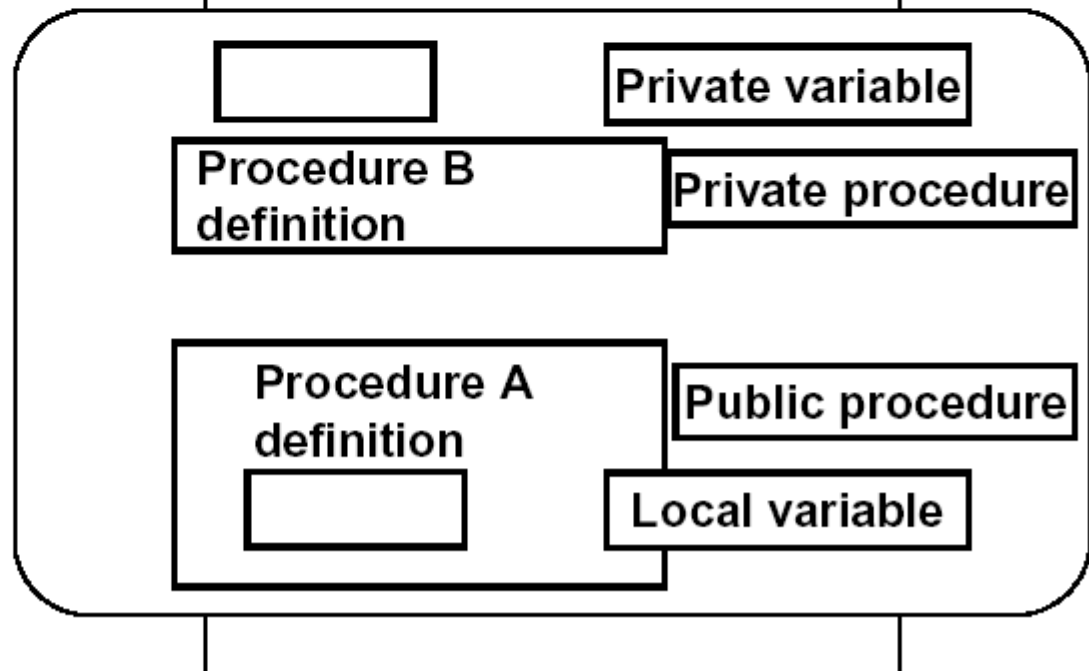 Private variable
Procedure B
definition
Private procedure
Procedure A
definition
Public procedure
Local variable